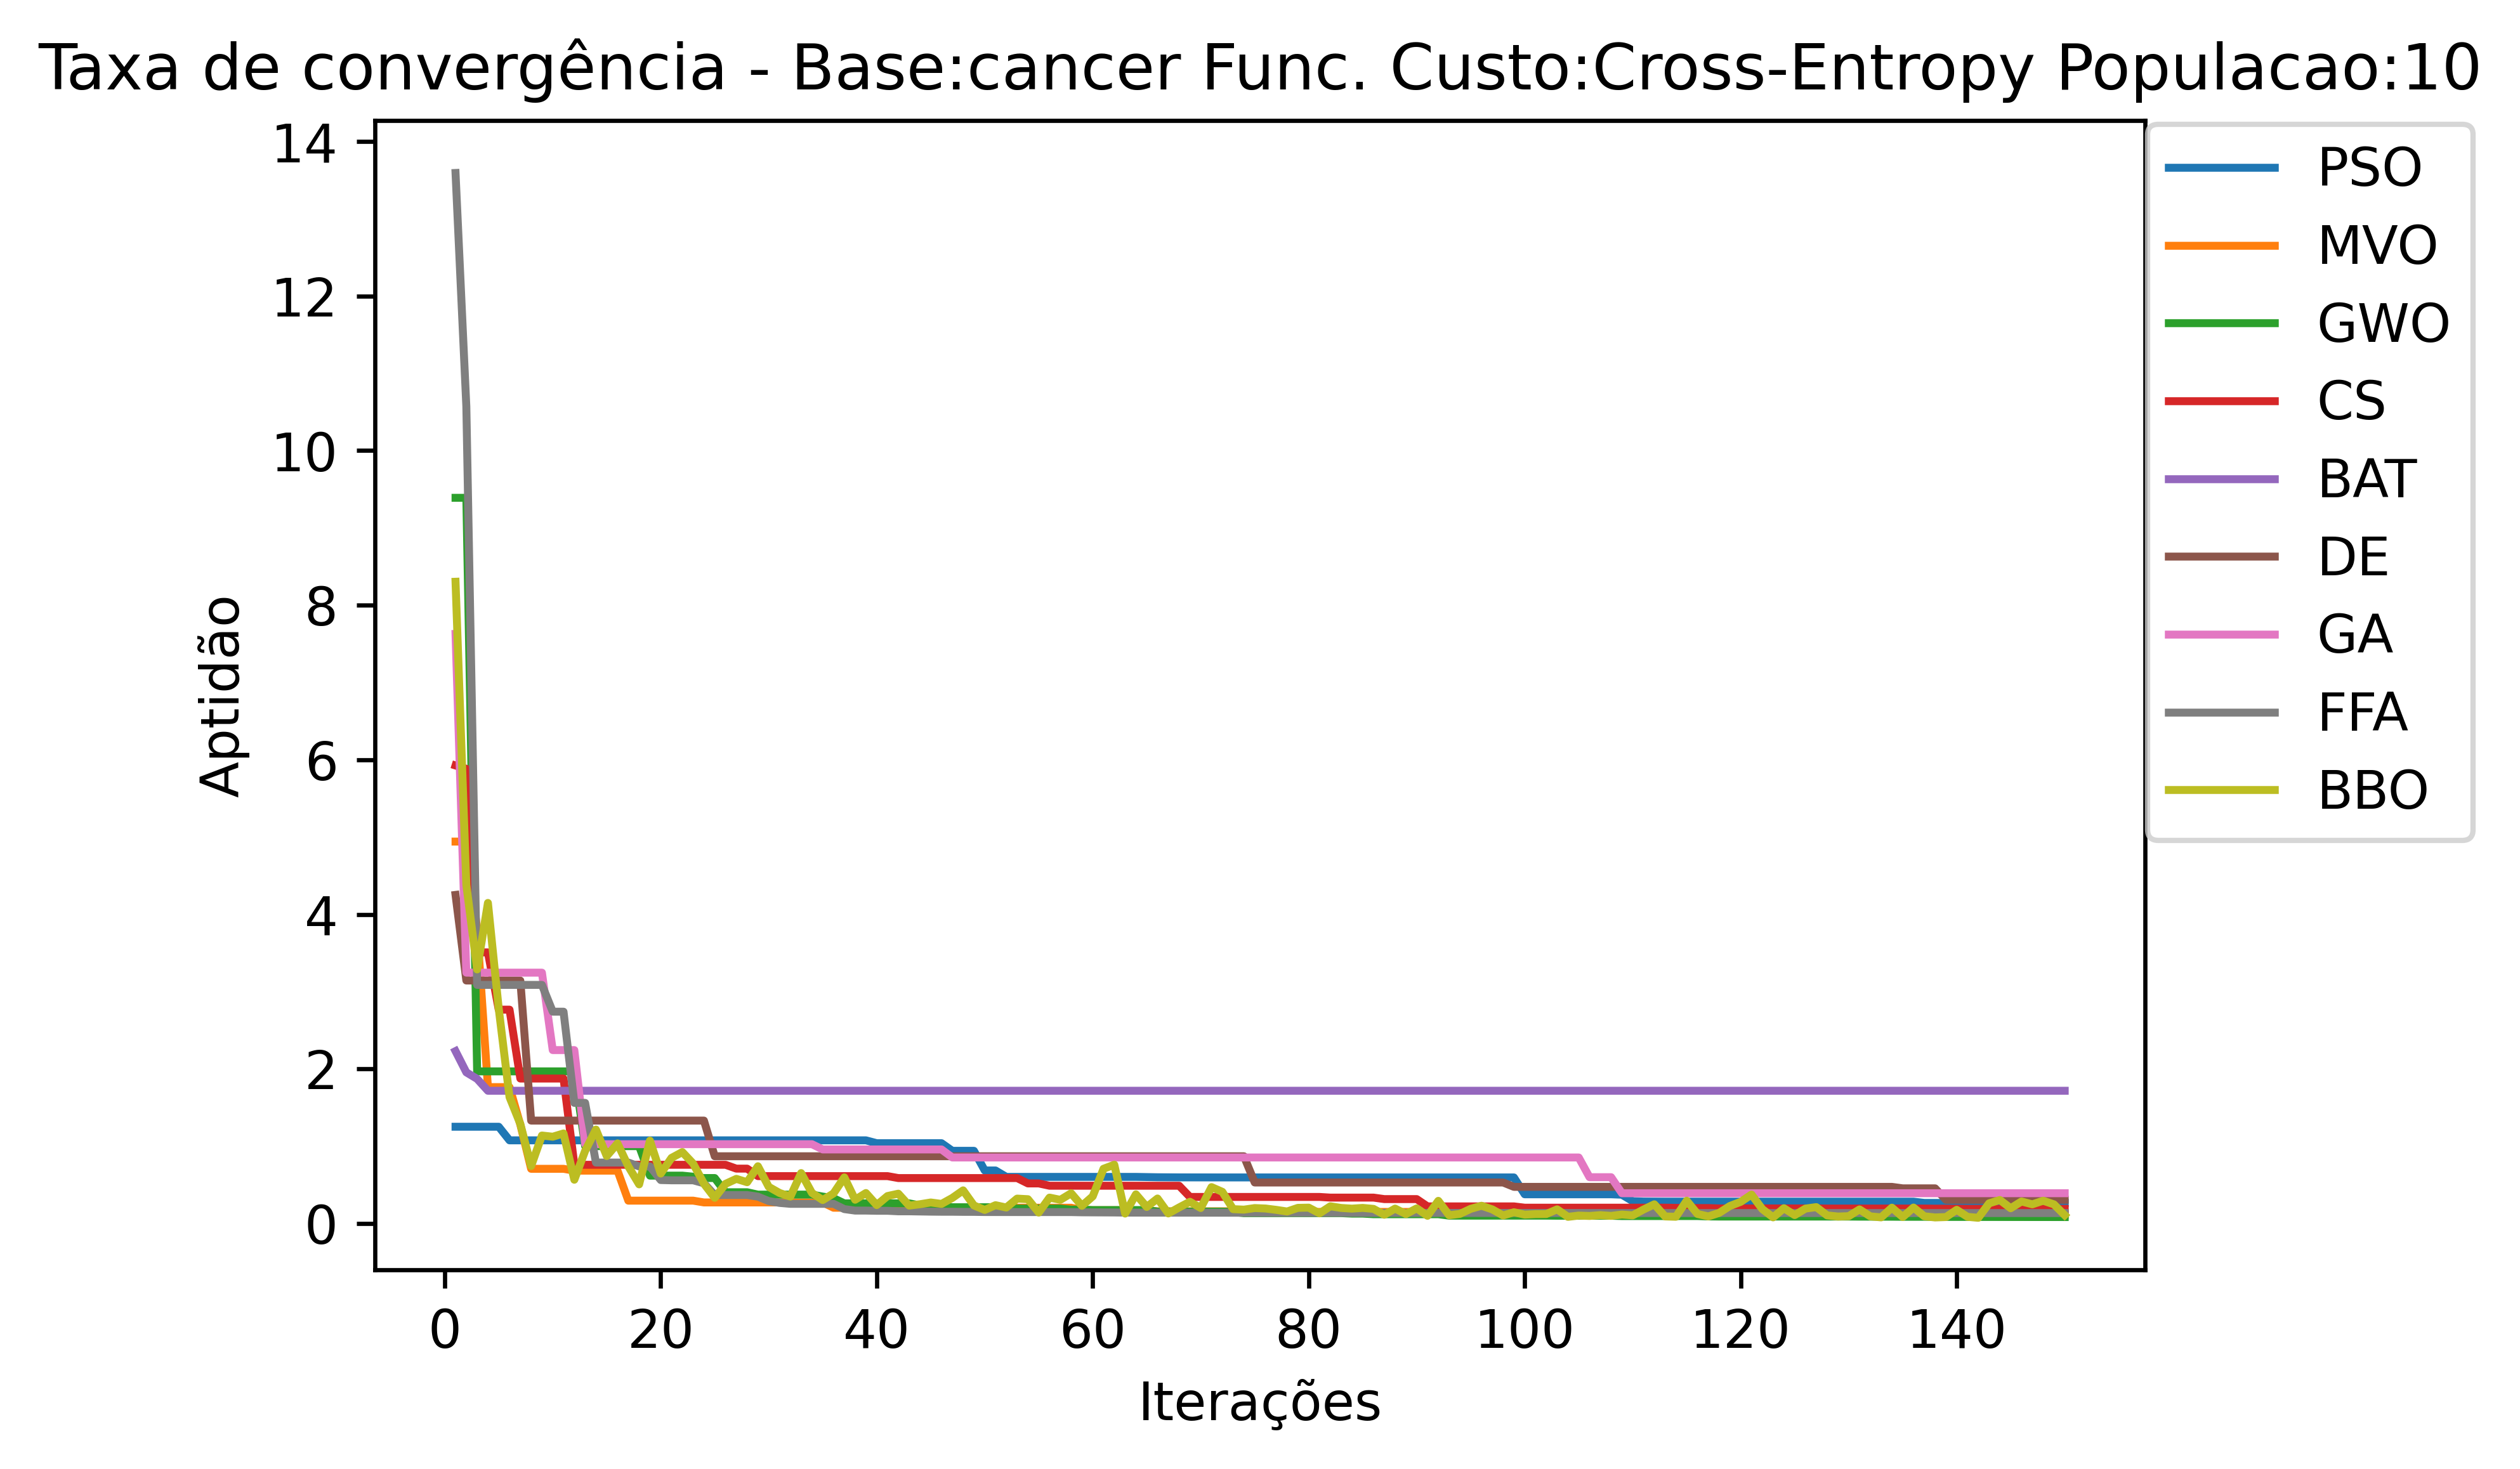 Taxa de convergência - Base:cancer Func. Custo:Cross-Entropy Populacao:10
14
12
10
8
6
4
2
0
Aptidão
0 20 40 60 80 100 120 140
Iterações
PSO
MVO
GWO
CS
BAT
DE
GA
FFA
BBO